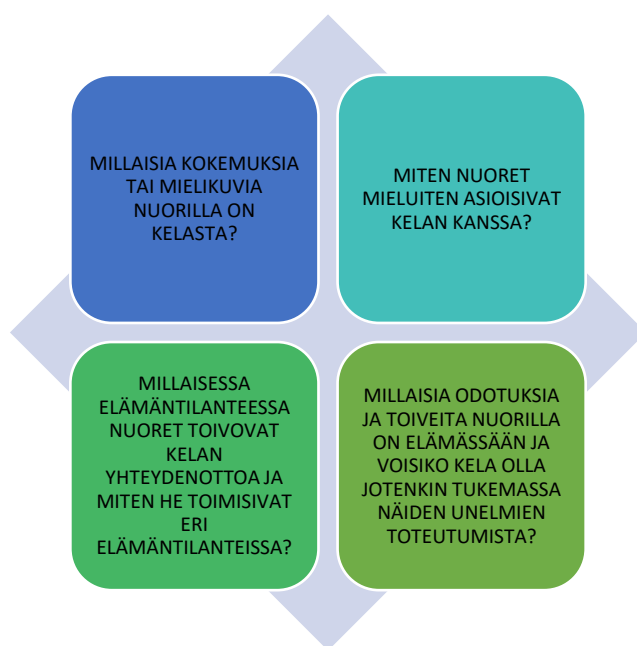 MILLAISIA KOKEMUKSIA
TAI MIELIKUVIA
NUORILLA ON
KELASTA?
MITEN NUORET
MIELUITEN ASIOISIVAT
KELAN KANSSA?
MILLAISESSA
ELÄMÄNTILANTEESSA
NUORET TOIVOVAT
KELAN
YHTEYDENOTTOA JA
MITEN HE TOIMISIVAT
ERI
ELÄMÄNTILANTEISSA?
MILLAISIA ODOTUKSIA
JA TOIVEITA NUORILLA
ON ELÄMÄSSÄÄN JA
VOISIKO KELA OLLA
JOTENKIN TUKEMASSA
NÄIDEN UNELMIEN
TOTEUTUMISTA?